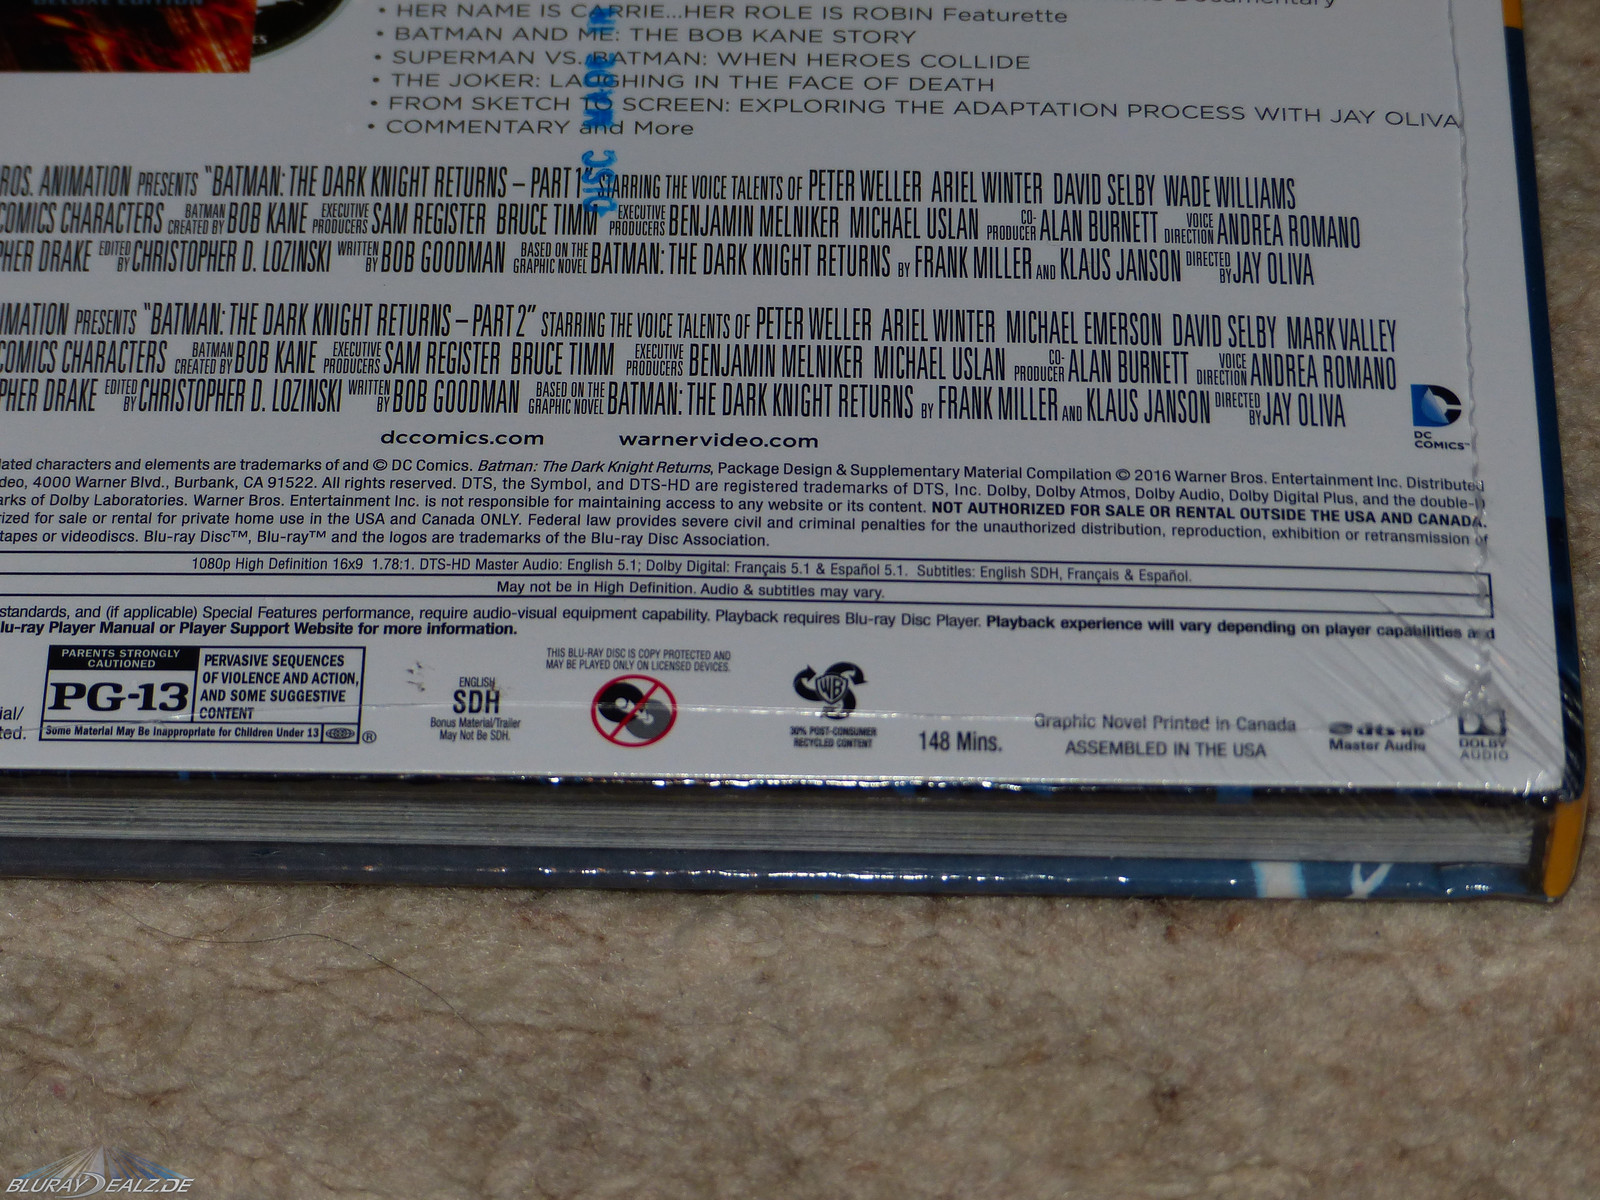 DELUXE EDITION
• HER NAME IS CARRIE...HER ROLE IS ROBIN Featurette
• BATMAN AND ME: THE BOB KANE STORY
• SUPERMAN VS. BATMAN: WHEN HEROES COLLIDE
• THE JOKER: LAUGHING IN THE FACE OF DEATH
• FROM SKETCH TO SCREEN: EXPLORING THE ADAPTATION PROCESS WITH JAY OLIVA
• COMMENTARY and More
DISC MADE IN
ROS. ANIMATION PRESENTS "BATMAN: THE DARK KNIGHT RETURNS – PART 1" STARRING THE VOICE TALENTS OF PETER WELLER ARIEL WINTER DAVID SELBY WADE WILLIAMS
COMICS CHARACTERS BATMAN CREATED BY BOB KANE EXECUTIVE PRODUCERS SAM REGISTER BRUCE TIMM EXECUTIVE PRODUCERS BENJAMIN MELNIKER MICHAEL USLAN CO-PRODUCER ALAN BURNETT VOICE DIRECTION ANDREA ROMANO
PHER DRAKE EDITED BY CHRISTOPHER D. LOZINSKI WRITTEN BY BOB GOODMAN BASED ON THE GRAPHIC NOVEL BATMAN: THE DARK KNIGHT RETURNS BY FRANK MILLER AND KLAUS JANSON DIRECTED BY JAY OLIVA
IMATION PRESENTS "BATMAN: THE DARK KNIGHT RETURNS – PART 2" STARRING THE VOICE TALENTS OF PETER WELLER ARIEL WINTER MICHAEL EMERSON DAVID SELBY MARK VALLEY
COMICS CHARACTERS BATMAN CREATED BY BOB KANE EXECUTIVE PRODUCERS SAM REGISTER BRUCE TIMM EXECUTIVE PRODUCERS BENJAMIN MELNIKER MICHAEL USLAN CO-PRODUCER ALAN BURNETT VOICE DIRECTION ANDREA ROMANO
PHER DRAKE EDITED BY CHRISTOPHER D. LOZINSKI WRITTEN BY BOB GOODMAN BASED ON THE GRAPHIC NOVEL BATMAN: THE DARK KNIGHT RETURNS BY FRANK MILLER AND KLAUS JANSON DIRECTED BY JAY OLIVA
DC
COMICS™
dccomics.com warnervideo.com
lated characters and elements are trademarks of and © DC Comics. Batman: The Dark Knight Returns, Package Design & Supplementary Material Compilation © 2016 Warner Bros. Entertainment Inc. Distributed
deo, 4000 Warner Blvd., Burbank, CA 91522. All rights reserved. DTS, the Symbol, and DTS-HD are registered trademarks of DTS, Inc. Dolby, Dolby Atmos, Dolby Audio, Dolby Digital Plus, and the double-D
arks of Dolby Laboratories. Warner Bros. Entertainment Inc. is not responsible for maintaining access to any website or its content. NOT AUTHORIZED FOR SALE OR RENTAL OUTSIDE THE USA AND CANADA.
ized for sale or rental for private home use in the USA and Canada ONLY. Federal law provides severe civil and criminal penalties for the unauthorized distribution, reproduction, exhibition or retransmission of
tapes or videodiscs. Blu-ray Disc™, Blu-ray™ and the logos are trademarks of the Blu-ray Disc Association.
1080p High Definition 16x9 1.78:1. DTS-HD Master Audio: English 5.1; Dolby Digital: Français 5.1 & Español 5.1. Subtitles: English SDH, Français & Español.
May not be in High Definition. Audio & subtitles may vary.
standards, and (if applicable) Special Features performance, require audio-visual equipment capability. Playback requires Blu-ray Disc Player. Playback experience will vary depending on player capabilities and
lu-ray Player Manual or Player Support Website for more information.
ial/
ted.
PARENTS STRONGLY CAUTIONED
PG-13
PERVASIVE SEQUENCES
OF VIOLENCE AND ACTION,
AND SOME SUGGESTIVE
CONTENT
Some Material May Be Inappropriate for Children Under 13 ®
ENGLISH
SDH
Bonus Material/Trailer
May Not Be SDH.
THIS BLU-RAY DISC IS COPY PROTECTED AND
MAY BE PLAYED ONLY ON LICENSED DEVICES.
WB
30% POST-CONSUMER
RECYCLED CONTENT
148 Mins.
Graphic Novel Printed in Canada
ASSEMBLED IN THE USA
dts-HD
Master Audio
DOLBY
AUDIO
BLURAYDEALZ.DE